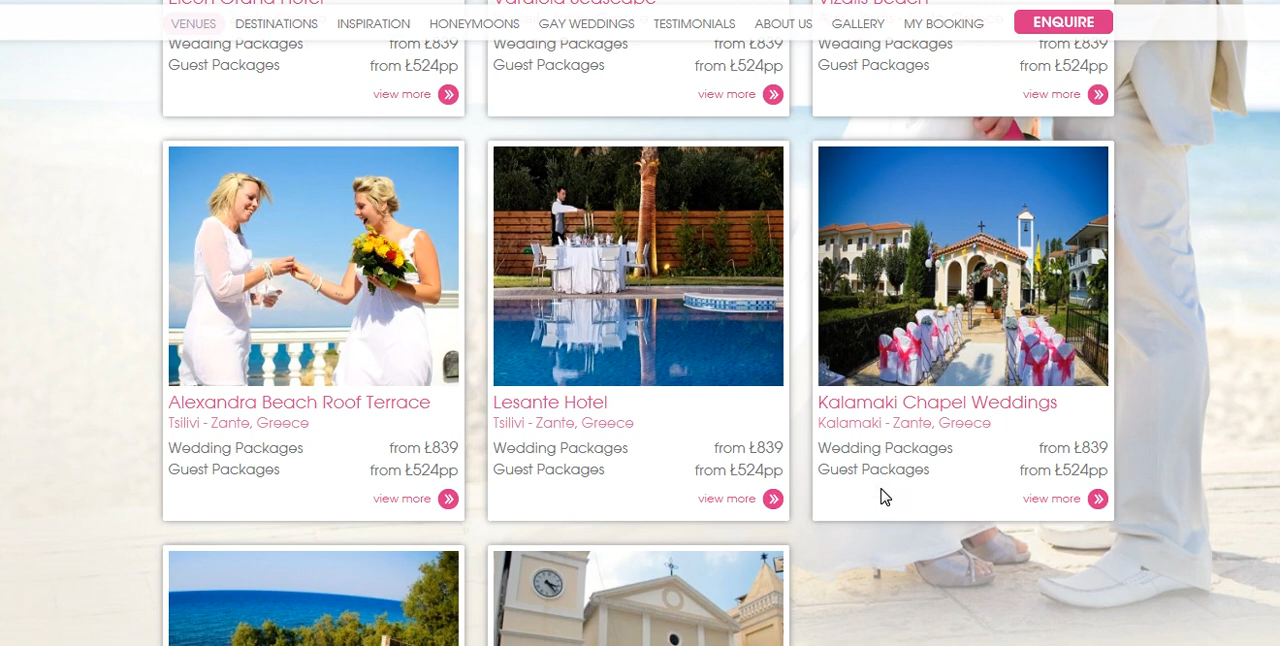 VENUES DESTINATIONS INSPIRATION HONEYMOONS GAY WEDDINGS TESTIMONIALS ABOUT US GALLERY MY BOOKING ENQUIRE
Wedding Packages from £839
Guest Packages from £524pp
view more
Wedding Packages from £839
Guest Packages from £524pp
view more
Wedding Packages from £839
Guest Packages from £524pp
view more
Alexandra Beach Roof Terrace
Tsilivi - Zante, Greece
Wedding Packages from £839
Guest Packages from £524pp
view more
Lesante Hotel
Tsilivi - Zante, Greece
Wedding Packages from £839
Guest Packages from £524pp
view more
Kalamaki Chapel Weddings
Kalamaki - Zante, Greece
Wedding Packages from £839
Guest Packages from £524pp
view more